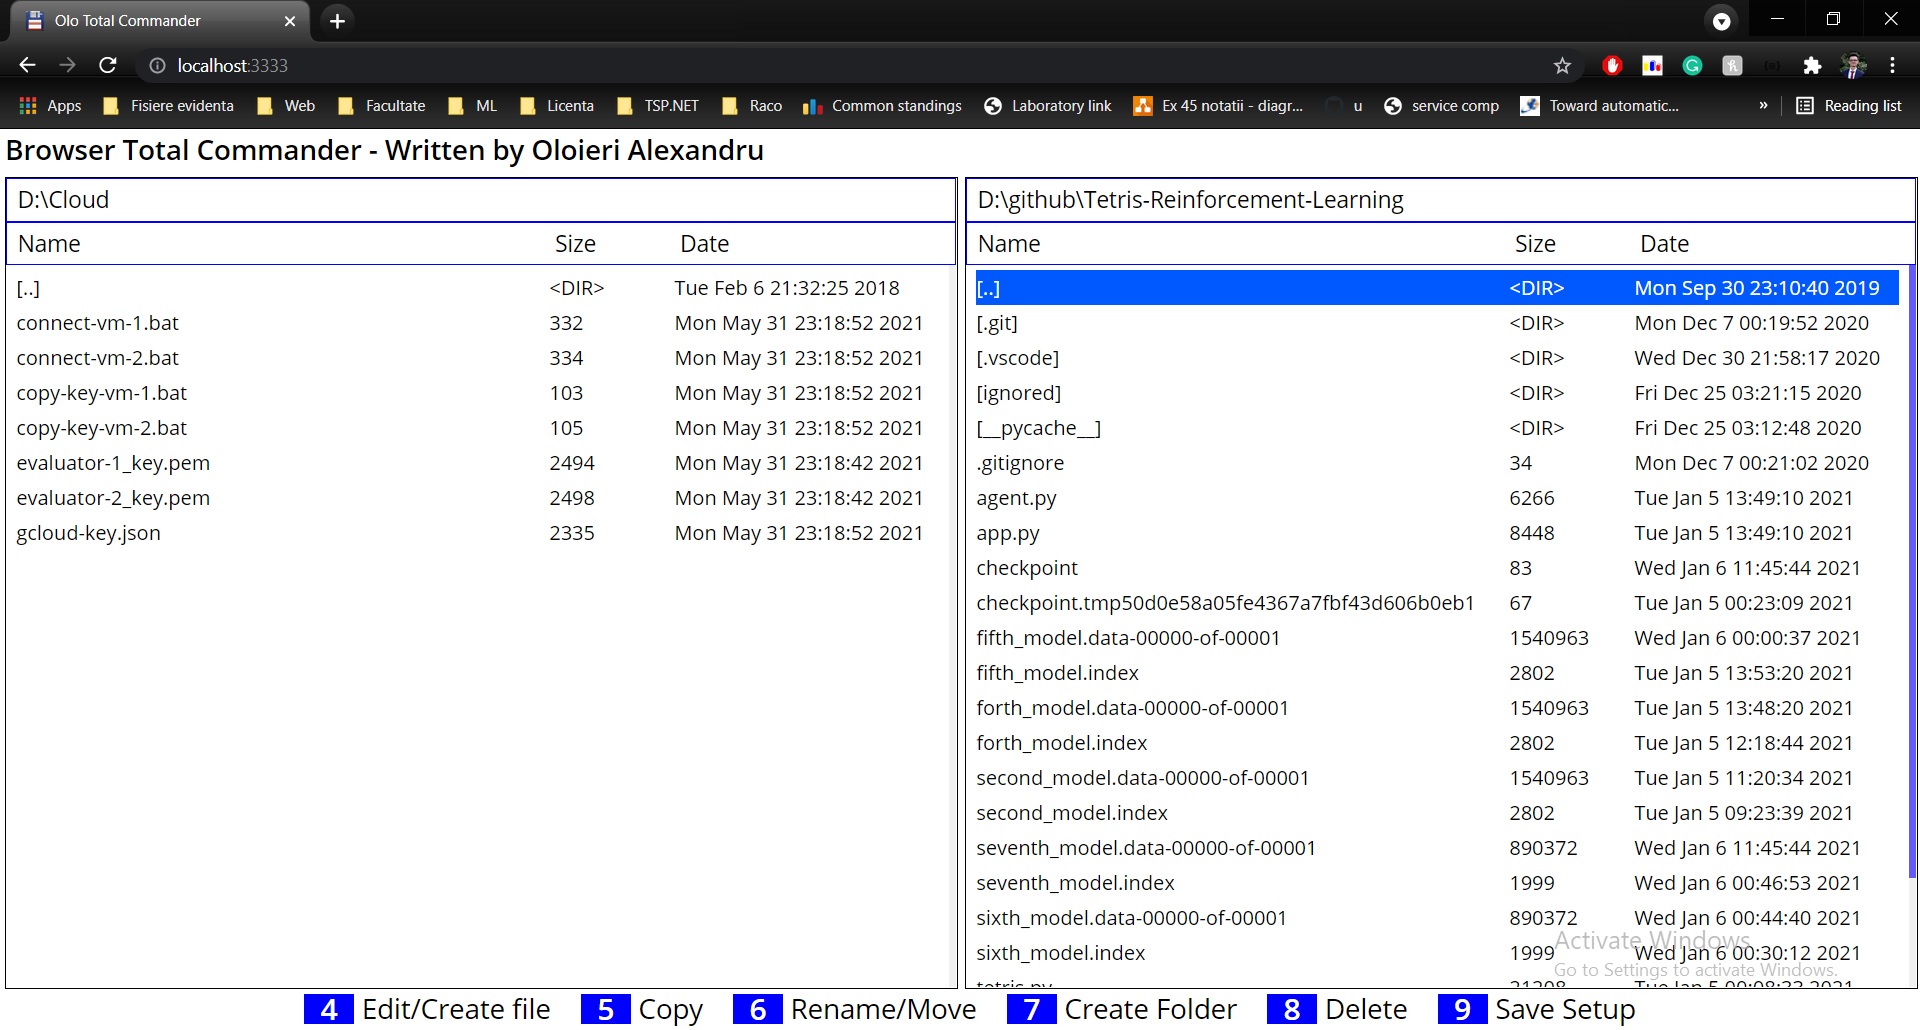 Olo Total Commander
localhost:3333
Apps Fisiere evidenta Web Facultate ML Licenta TSP.NET Raco Common standings Laboratory link Ex 45 notatii - diagr... u service comp Toward automatic... » Reading list
Browser Total Commander - Written by Oloieri Alexandru
D:\Cloud
Name Size Date
[..] <DIR> Tue Feb 6 21:32:25 2018
connect-vm-1.bat 332 Mon May 31 23:18:52 2021
connect-vm-2.bat 334 Mon May 31 23:18:52 2021
copy-key-vm-1.bat 103 Mon May 31 23:18:52 2021
copy-key-vm-2.bat 105 Mon May 31 23:18:52 2021
evaluator-1_key.pem 2494 Mon May 31 23:18:42 2021
evaluator-2_key.pem 2498 Mon May 31 23:18:42 2021
gcloud-key.json 2335 Mon May 31 23:18:52 2021
D:\github\Tetris-Reinforcement-Learning
Name Size Date
[..] <DIR> Mon Sep 30 23:10:40 2019
[.git] <DIR> Mon Dec 7 00:19:52 2020
[.vscode] <DIR> Wed Dec 30 21:58:17 2020
[ignored] <DIR> Fri Dec 25 03:21:15 2020
[__pycache__] <DIR> Fri Dec 25 03:12:48 2020
.gitignore 34 Mon Dec 7 00:21:02 2020
agent.py 6266 Tue Jan 5 13:49:10 2021
app.py 8448 Tue Jan 5 13:49:10 2021
checkpoint 83 Wed Jan 6 11:45:44 2021
checkpoint.tmp50d0e58a05fe4367a7fbf43d606b0eb1 67 Tue Jan 5 00:23:09 2021
fifth_model.data-00000-of-00001 1540963 Wed Jan 6 00:00:37 2021
fifth_model.index 2802 Tue Jan 5 13:53:20 2021
forth_model.data-00000-of-00001 1540963 Tue Jan 5 13:48:20 2021
forth_model.index 2802 Tue Jan 5 12:18:44 2021
second_model.data-00000-of-00001 1540963 Tue Jan 5 11:20:34 2021
second_model.index 2802 Tue Jan 5 09:23:39 2021
seventh_model.data-00000-of-00001 890372 Wed Jan 6 11:45:44 2021
seventh_model.index 1999 Wed Jan 6 00:46:53 2021
sixth_model.data-00000-of-00001 890372 Wed Jan 6 00:44:40 2021
sixth_model.index 1999 Wed Jan 6 00:30:12 2021
Activate Windows
Go to Settings to activate Windows.
4 Edit/Create file 5 Copy 6 Rename/Move 7 Create Folder 8 Delete 9 Save Setup